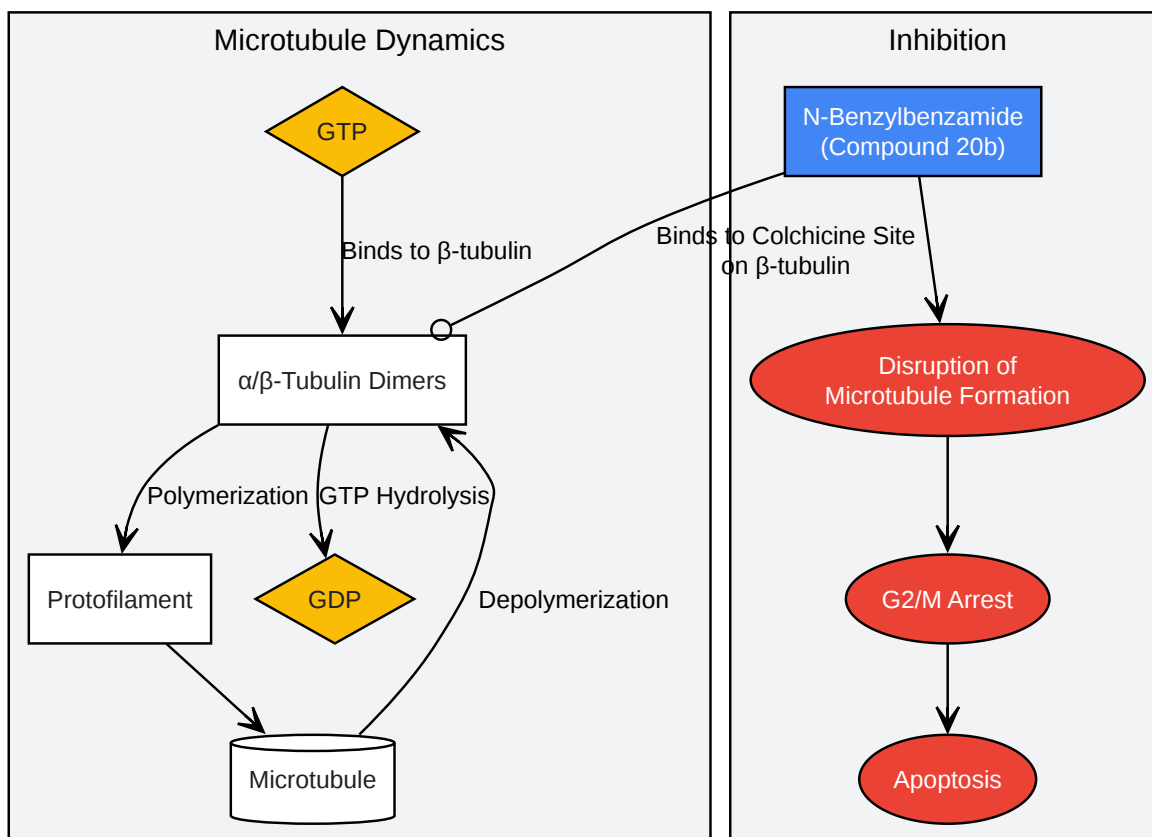 Microtubule Dynamics
GTP
Binds to β-tubulin
α/β-Tubulin Dimers
Polymerization
GTP Hydrolysis
Protofilament
GDP
Depolymerization
Microtubule
Inhibition
N-Benzylbenzamide
(Compound 20b)
Binds to Colchicine Site
on β-tubulin
Disruption of
Microtubule Formation
G2/M Arrest
Apoptosis